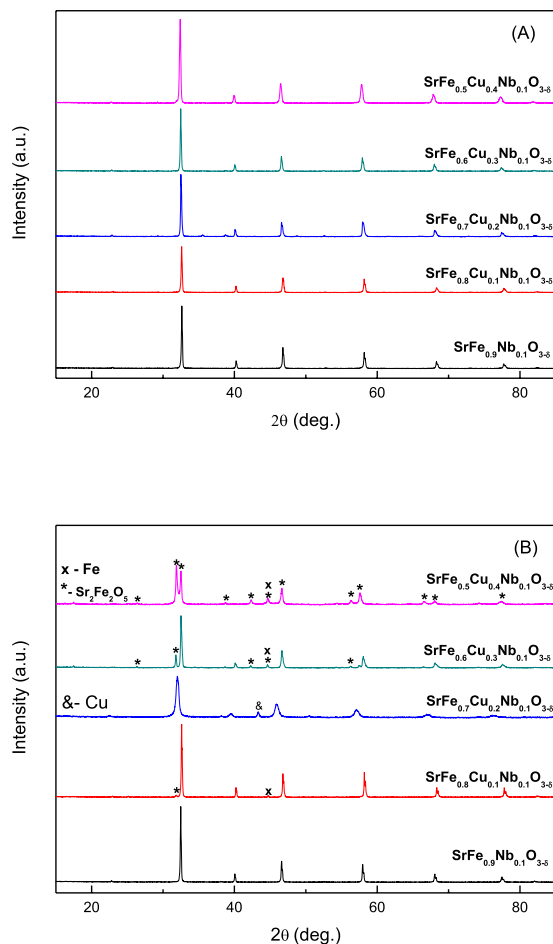 (A)
SrFe0.5Cu0.4Nb0.1O3-δ
SrFe0.6Cu0.3Nb0.1O3-δ
SrFe0.7Cu0.2Nb0.1O3-δ
SrFe0.8Cu0.1Nb0.1O3-δ
SrFe0.9Nb0.1O3-δ
Intensity (a.u.)
20 40 60 80
2θ (deg.)
(B)
x - Fe
*- Sr2Fe2O5
* * * * * x * * * * * * *
SrFe0.5Cu0.4Nb0.1O3-δ
* * * x * *
SrFe0.6Cu0.3Nb0.1O3-δ
&- Cu
&
SrFe0.7Cu0.2Nb0.1O3-δ
* x
SrFe0.8Cu0.1Nb0.1O3-δ
SrFe0.9Nb0.1O3-δ
Intensity (a.u.)
20 40 60 80
2θ (deg.)